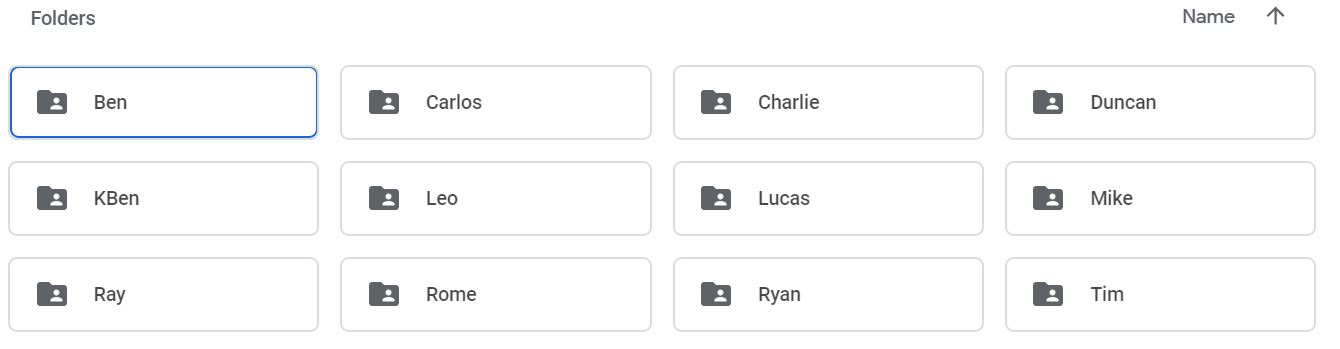 Folders Name
Ben Carlos Charlie Duncan
KBen Leo Lucas Mike
Ray Rome Ryan Tim